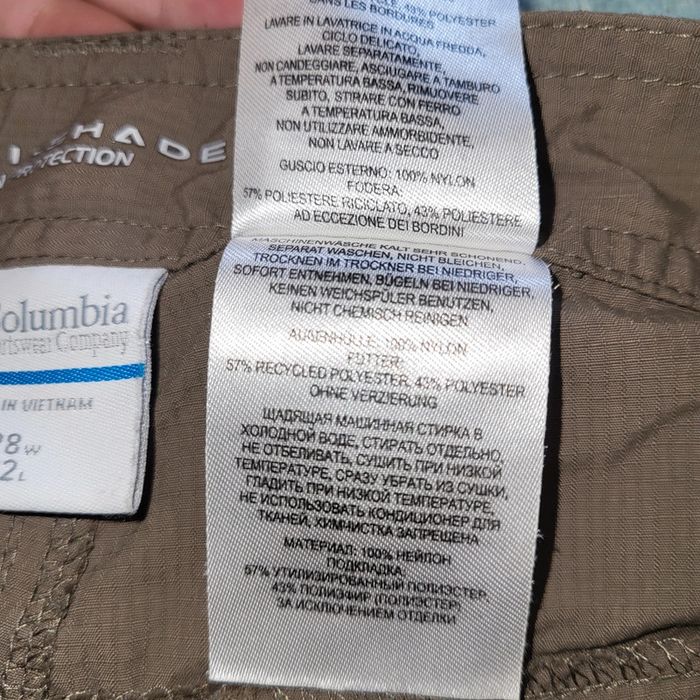 43% POLYESTER
SANS LES BORDURES
LAVARE IN LAVATRICE IN ACQUA FREDDA,
CICLO DELICATO,
LAVARE SEPARATAMENTE,
NON CANDEGGIARE, ASCIUGARE A TAMBURO
A TEMPERATURA BASSA, RIMUOVERE
SUBITO, STIRARE CON FERRO
A TEMPERATURA BASSA,
NON UTILIZZARE AMMORBIDENTE,
NON LAVARE A SECCO
GUSCIO ESTERNO: 100% NYLON
FODERA:
57% POLIESTERE RICICLATO, 43% POLIESTERE
AD ECCEZIONE DEI BORDINI
MASCHINENWÄSCHE KALT SEHR SCHONEND,
SEPARAT WASCHEN, NICHT BLEICHEN,
TROCKNEN IM TROCKNER BEI NIEDRIGER,
SOFORT ENTNEHMEN, BÜGELN BEI NIEDRIGER,
KEINEN WEICHSPÜLER BENUTZEN,
NICHT CHEMISCH REINIGEN
AUßENHÜLLE: 100% NYLON
FUTTER:
57% RECYCLED POLYESTER, 43% POLYESTER
OHNE VERZIERUNG
ЩАДЯЩАЯ МАШИННАЯ СТИРКА В
ХОЛОДНОЙ ВОДЕ, СТИРАТЬ ОТДЕЛЬНО,
НЕ ОТБЕЛИВАТЬ, СУШИТЬ ПРИ НИЗКОЙ
ТЕМПЕРАТУРЕ, СРАЗУ УБРАТЬ ИЗ СУШКИ,
ГЛАДИТЬ ПРИ НИЗКОЙ ТЕМПЕРАТУРЕ,
НЕ ИСПОЛЬЗОВАТЬ КОНДИЦИОНЕР ДЛЯ
ТКАНЕЙ, ХИМЧИСТКА ЗАПРЕЩЕНА
МАТЕРИАЛ: 100% НЕЙЛОН
ПОДКЛАДКА:
57% УТИЛИЗИРОВАННЫЙ ПОЛИЭСТЕР,
43% ПОЛИЭФИР (ПОЛИЭСТЕР)
ЗА ИСКЛЮЧЕНИЕМ ОТДЕЛКИ
SHADE
Columbia
Sportswear Company
IN VIETNAM